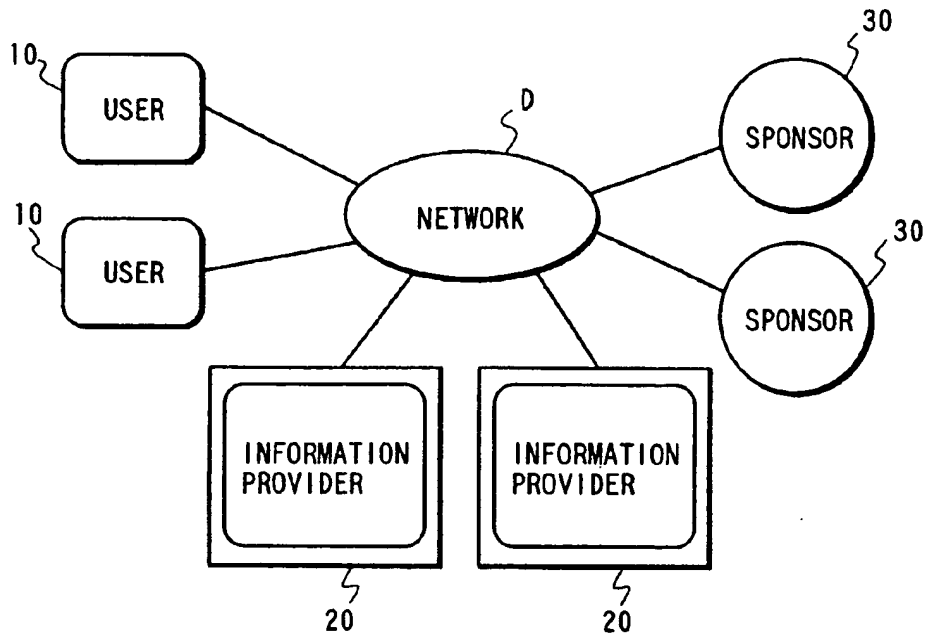 10
USER
D
30
SPONSOR
NETWORK
10
USER
30
SPONSOR
INFORMATION
PROVIDER
INFORMATION
PROVIDER
20
20